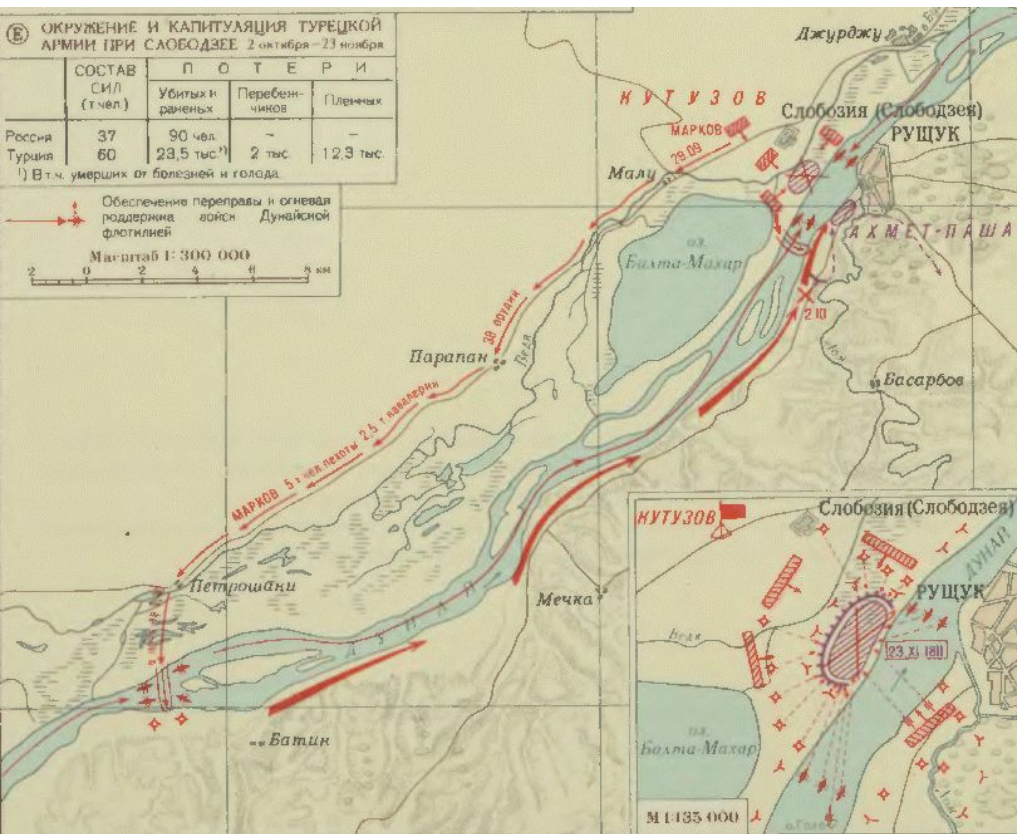 Е ОКРУЖЕНИЕ И КАПИТУЛЯЦИЯ ТУРЕЦКОЙ
АРМИИ ПРИ СЛОБОДЗЕЕ 2 октября – 23 ноября
СОСТАВ СИЛ (т чел.)
ПОТЕРИ
Убитых и раненых
Перебежчиков
Пленных
Россия 37 90 чел. – –
Турция 60 23,5 тыс.¹) 2 тыс. 12,3 тыс.
¹) В т.ч. умерших от болезней и голода
Обеспечение переправы и огневая
поддержка войск Дунайской
флотилией
Масштаб 1:300 000
2 0 2 4 6 8 км
Джурджу
КУТУЗОВ
Слобозия (Слободзея)
МАРКОВ
29.09
РУЩУК
Малу
АХМЕТ-ПАША
оз.
Балта-Махар
2.10
38 орудий
Парапан
Ведя
Лом
Басарбов
МАРКОВ 5 т чел. пехоты 2,5 т кавалерии
Петрошани
Мечка
ДУНАЙ
Батин
КУТУЗОВ
Слобозия (Слободзея)
ДУНАЙ
РУЩУК
Ведя
23.XI.1811
оз.
Балта-Махар
Лом
М 1:135 000